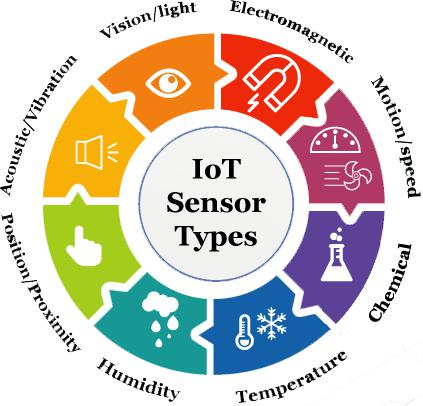 IoT
Sensor
Types
Vision/light
Electromagnetic
Motion/speed
Chemical
Temperature
Humidity
Position/Proximity
Acoustic/Vibration